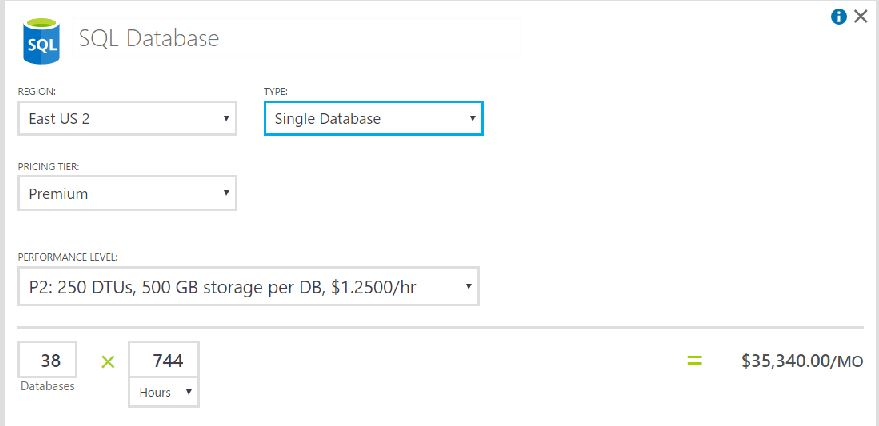 SQL
SQL Database
REGION:
TYPE:
East US 2
Single Database
PRICING TIER:
Premium
PERFORMANCE LEVEL:
P2: 250 DTUs, 500 GB storage per DB, $1.2500/hr
38 × 744 = $35,340.00/MO
Databases
Hours